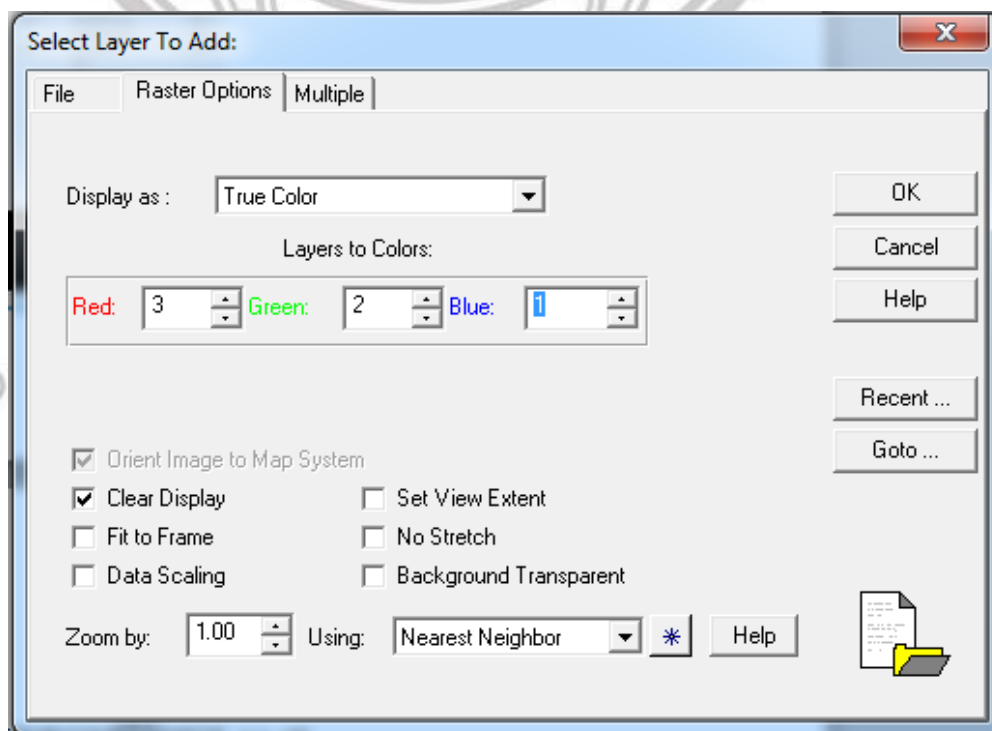 Select Layer To Add:
File Raster Options Multiple
Display as : True Color
OK
Layers to Colors:
Cancel
Red: 3 Green: 2 Blue: 1
Help
Recent ...
Orient Image to Map System
Goto ...
Clear Display Set View Extent
Fit to Frame No Stretch
Data Scaling Background Transparent
Zoom by: 1.00 Using: Nearest Neighbor * Help